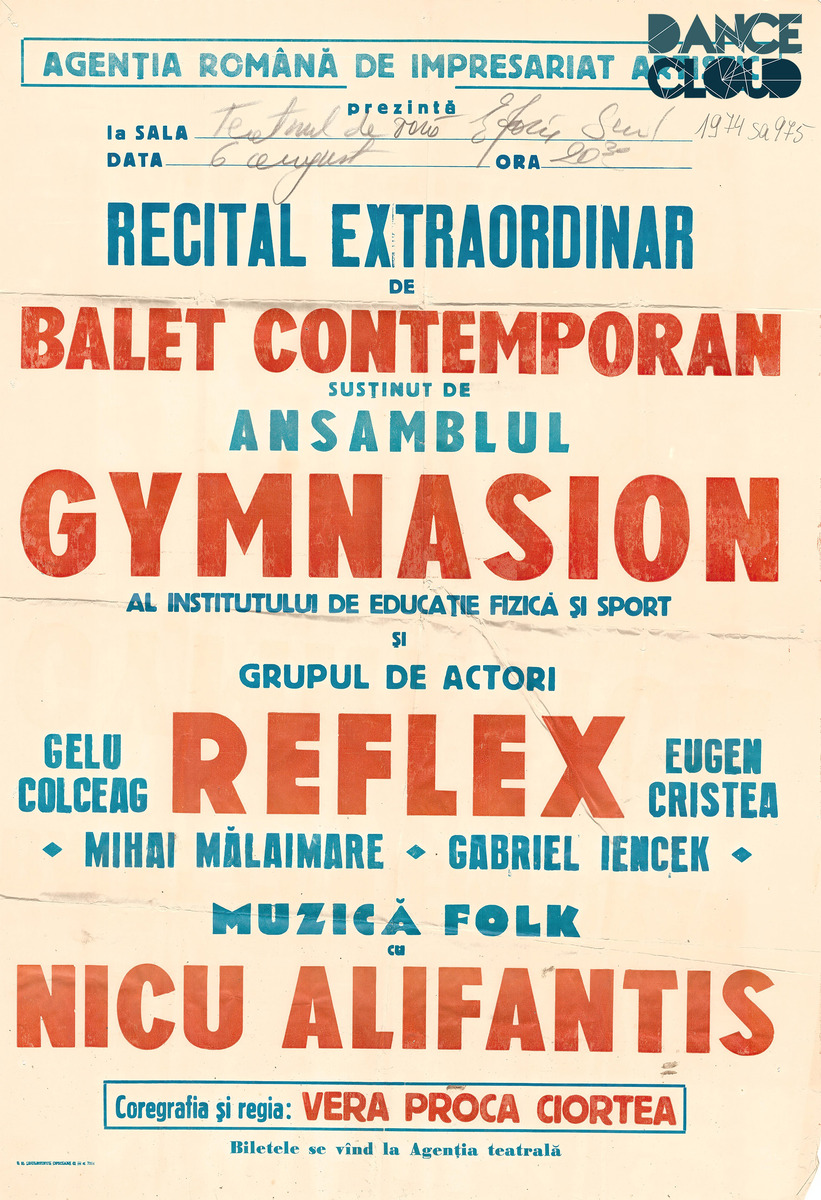 DANCE
CLOUD
AGENȚIA ROMÂNĂ DE IMPRESARIAT
prezintă
la SALA Teatrul de vară Eforie Sud 1974 sa 975
DATA 6 august ORA 20³⁰
RECITAL EXTRAORDINAR
DE
BALET CONTEMPORAN
SUSȚINUT DE
ANSAMBLUL
GYMNASION
AL INSTITUTULUI DE EDUCAȚIE FIZICĂ ȘI SPORT
ȘI
GRUPUL DE ACTORI
GELU COLCEAG
REFLEX
EUGEN CRISTEA
MIHAI MĂLAIMARE GABRIEL IENCEK
MUZICĂ FOLK
cu
NICU ALIFANTIS
Coregrafia și regia: VERA PROCA CIORTEA
Biletele se vînd la Agenția teatrală